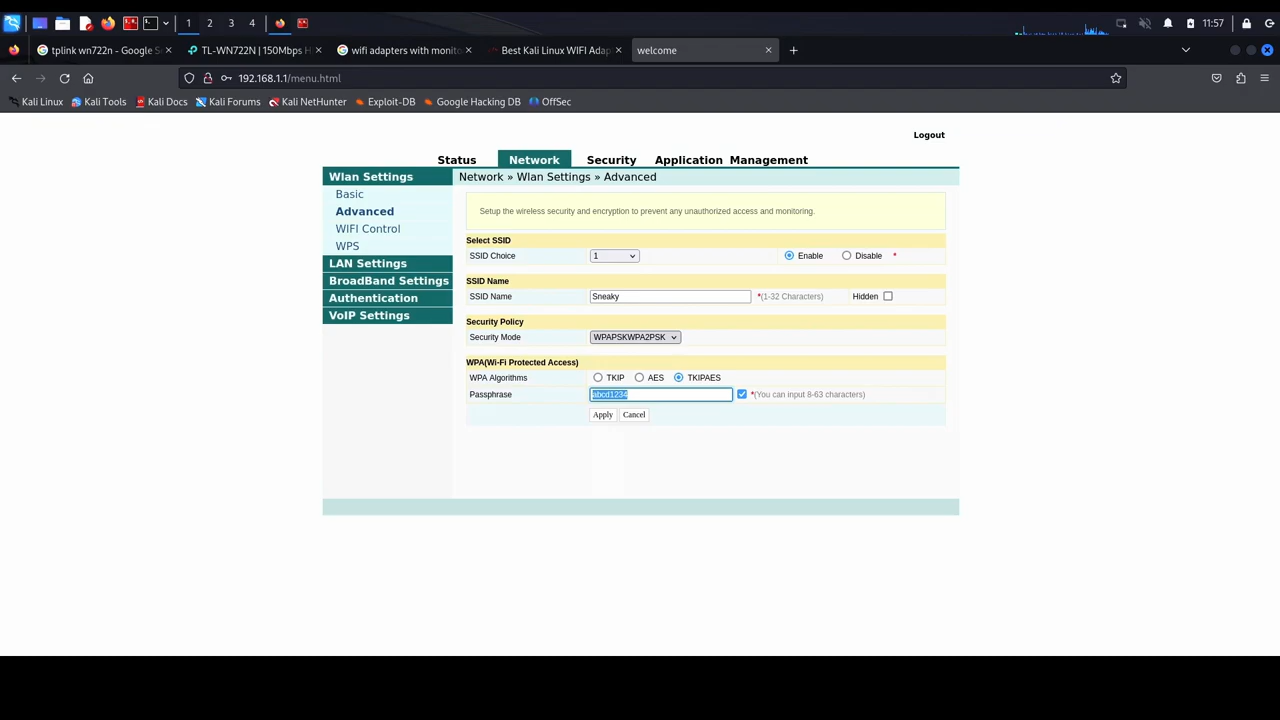 1 2 3 4 11:57
tplink wn722n - Google S
TL-WN722N | 150Mbps H
wifi adapters with monito
Best Kali Linux WIFI Adap
welcome
192.168.1.1/menu.html
Kali Linux Kali Tools Kali Docs Kali Forums Kali NetHunter Exploit-DB Google Hacking DB OffSec
Logout
Status Network Security Application Management
Wlan Settings
Basic
Advanced
WIFI Control
WPS
LAN Settings
BroadBand Settings
Authentication
VoIP Settings
Network » Wlan Settings » Advanced
Setup the wireless security and encryption to prevent any unauthorized access and monitoring.
Select SSID
SSID Choice 1 Enable Disable *
SSID Name
SSID Name Sneaky *(1-32 Characters) Hidden
Security Policy
Security Mode WPAPSKWPA2PSK
WPA(Wi-Fi Protected Access)
WPA Algorithms TKIP AES TKIPAES
Passphrase abcd1234 *(You can input 8-63 characters)
Apply Cancel